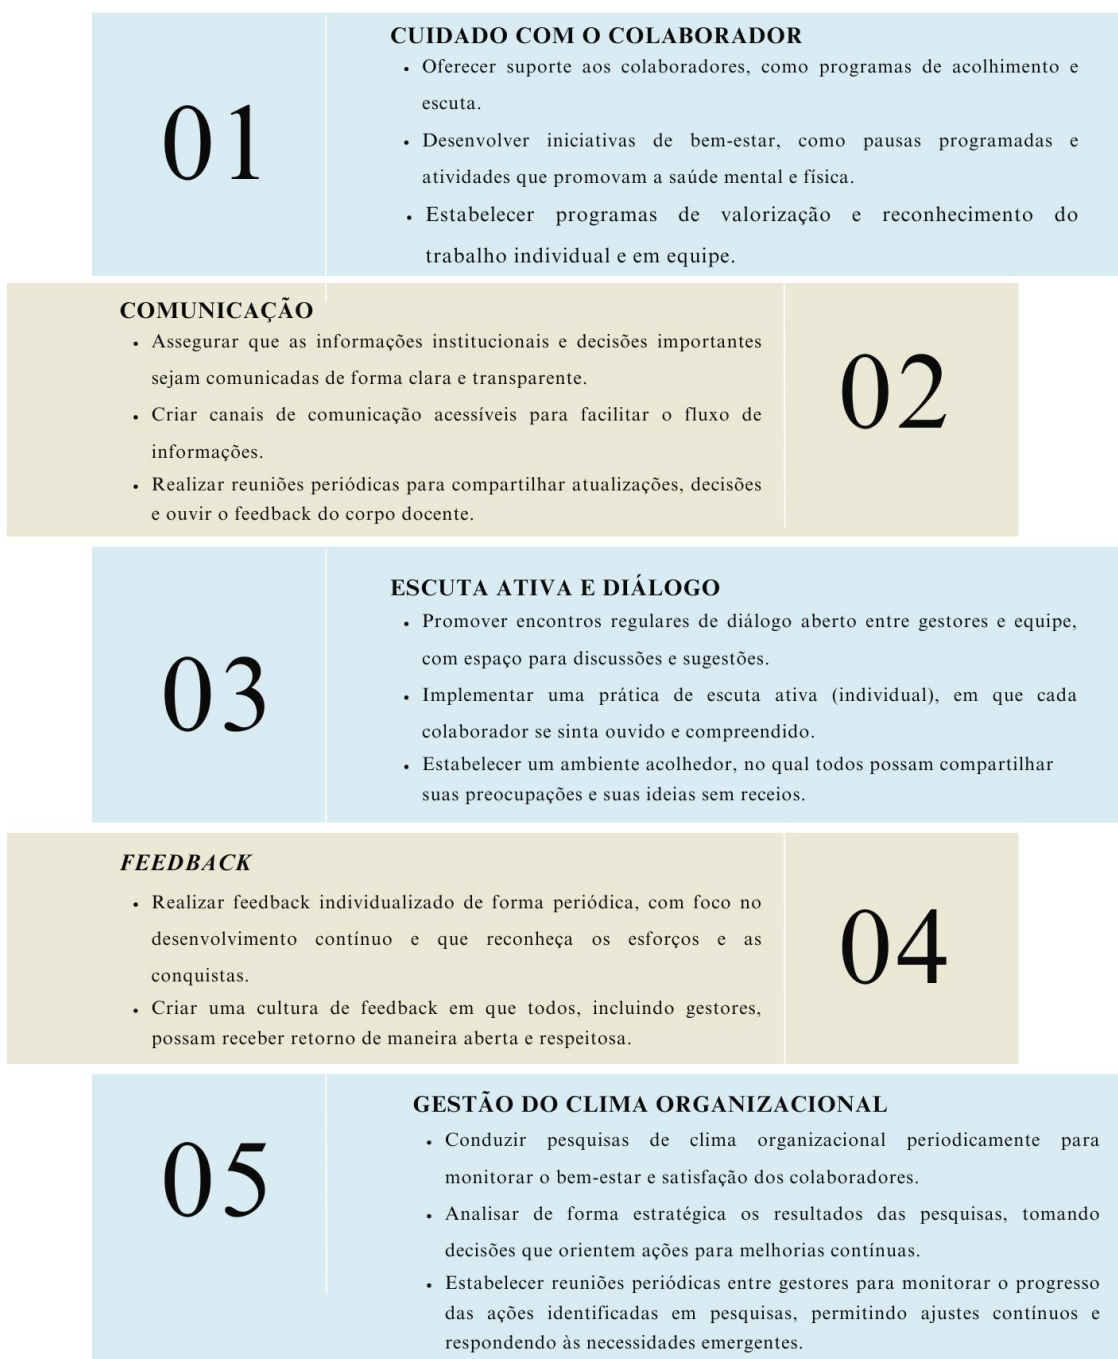 01
CUIDADO COM O COLABORADOR
• Oferecer suporte aos colaboradores, como programas de acolhimento e
escuta.
• Desenvolver iniciativas de bem-estar, como pausas programadas e
atividades que promovam a saúde mental e física.
• Estabelecer programas de valorização e reconhecimento do
trabalho individual e em equipe.
COMUNICAÇÃO
• Assegurar que as informações institucionais e decisões importantes
sejam comunicadas de forma clara e transparente.
• Criar canais de comunicação acessíveis para facilitar o fluxo de
informações.
• Realizar reuniões periódicas para compartilhar atualizações, decisões
e ouvir o feedback do corpo docente.
02
03
ESCUTA ATIVA E DIÁLOGO
• Promover encontros regulares de diálogo aberto entre gestores e equipe,
com espaço para discussões e sugestões.
• Implementar uma prática de escuta ativa (individual), em que cada
colaborador se sinta ouvido e compreendido.
• Estabelecer um ambiente acolhedor, no qual todos possam compartilhar
suas preocupações e suas ideias sem receios.
FEEDBACK
• Realizar feedback individualizado de forma periódica, com foco no
desenvolvimento contínuo e que reconheça os esforços e as
conquistas.
• Criar uma cultura de feedback em que todos, incluindo gestores,
possam receber retorno de maneira aberta e respeitosa.
04
05
GESTÃO DO CLIMA ORGANIZACIONAL
• Conduzir pesquisas de clima organizacional periodicamente para
monitorar o bem-estar e satisfação dos colaboradores.
• Analisar de forma estratégica os resultados das pesquisas, tomando
decisões que orientem ações para melhorias contínuas.
• Estabelecer reuniões periódicas entre gestores para monitorar o progresso
das ações identificadas em pesquisas, permitindo ajustes contínuos e
respondendo às necessidades emergentes.